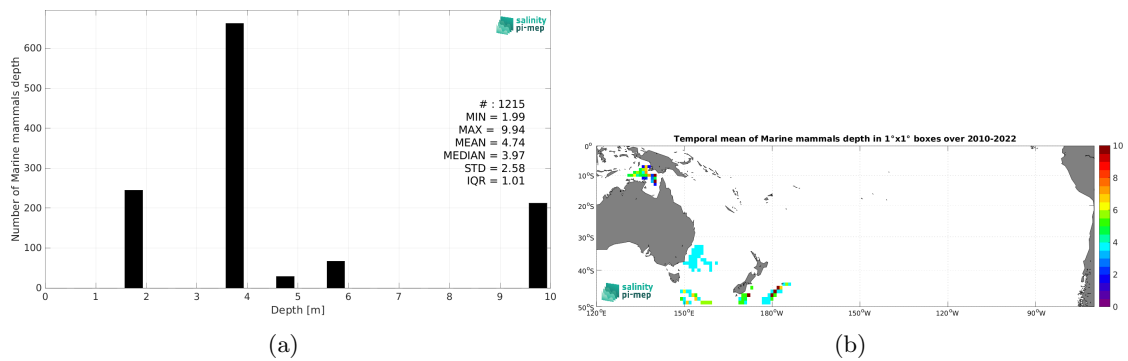 salinity
pi-mep
Number of Marine mammals depth
600
500
400
300
200
100
0
# : 1215
MIN = 1.99
MAX = 9.94
MEAN = 4.74
MEDIAN = 3.97
STD = 2.58
IQR = 1.01
0 1 2 3 4 5 6 7 8 9 10
Depth [m]
(a)
Temporal mean of Marine mammals depth in 1°x1° boxes over 2010-2022
0°
10°S
20°S
30°S
40°S
50°S
120°E 150°E 180°W 150°W 120°W 90°W
salinity
pi-mep
10
8
6
4
2
0
(b)